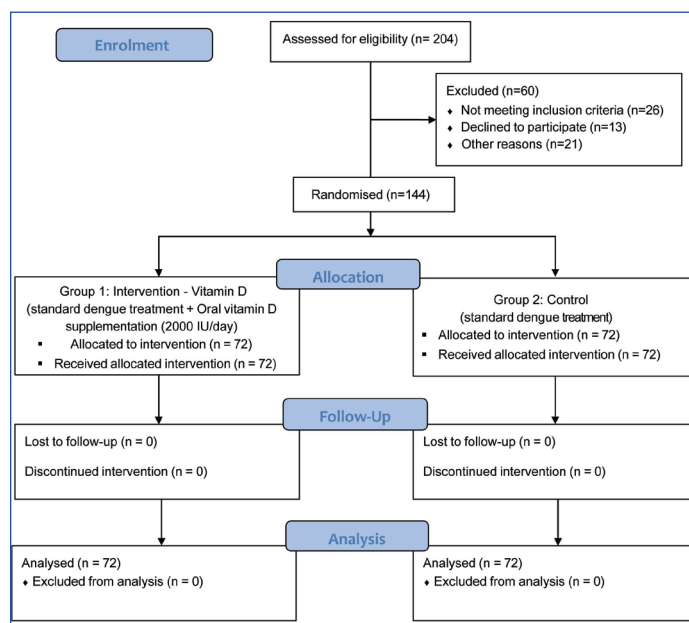 Enrolment
Assessed for eligibility (n= 204)
Excluded (n=60)
♦ Not meeting inclusion criteria (n=26)
♦ Declined to participate (n=13)
♦ Other reasons (n=21)
Randomised (n=144)
Allocation
Group 1: Intervention - Vitamin D
(standard dengue treatment + Oral vitamin D
supplementation (2000 IU/day)
▪ Allocated to intervention (n = 72)
▪ Received allocated intervention (n = 72)
Group 2: Control
(standard dengue treatment)
▪ Allocated to intervention (n = 72)
▪ Received allocated intervention (n = 72)
Follow-Up
Lost to follow-up (n = 0)
Discontinued intervention (n = 0)
Lost to follow-up (n = 0)
Discontinued intervention (n = 0)
Analysis
Analysed (n = 72)
♦ Excluded from analysis (n = 0)
Analysed (n = 72)
♦ Excluded from analysis (n = 0)